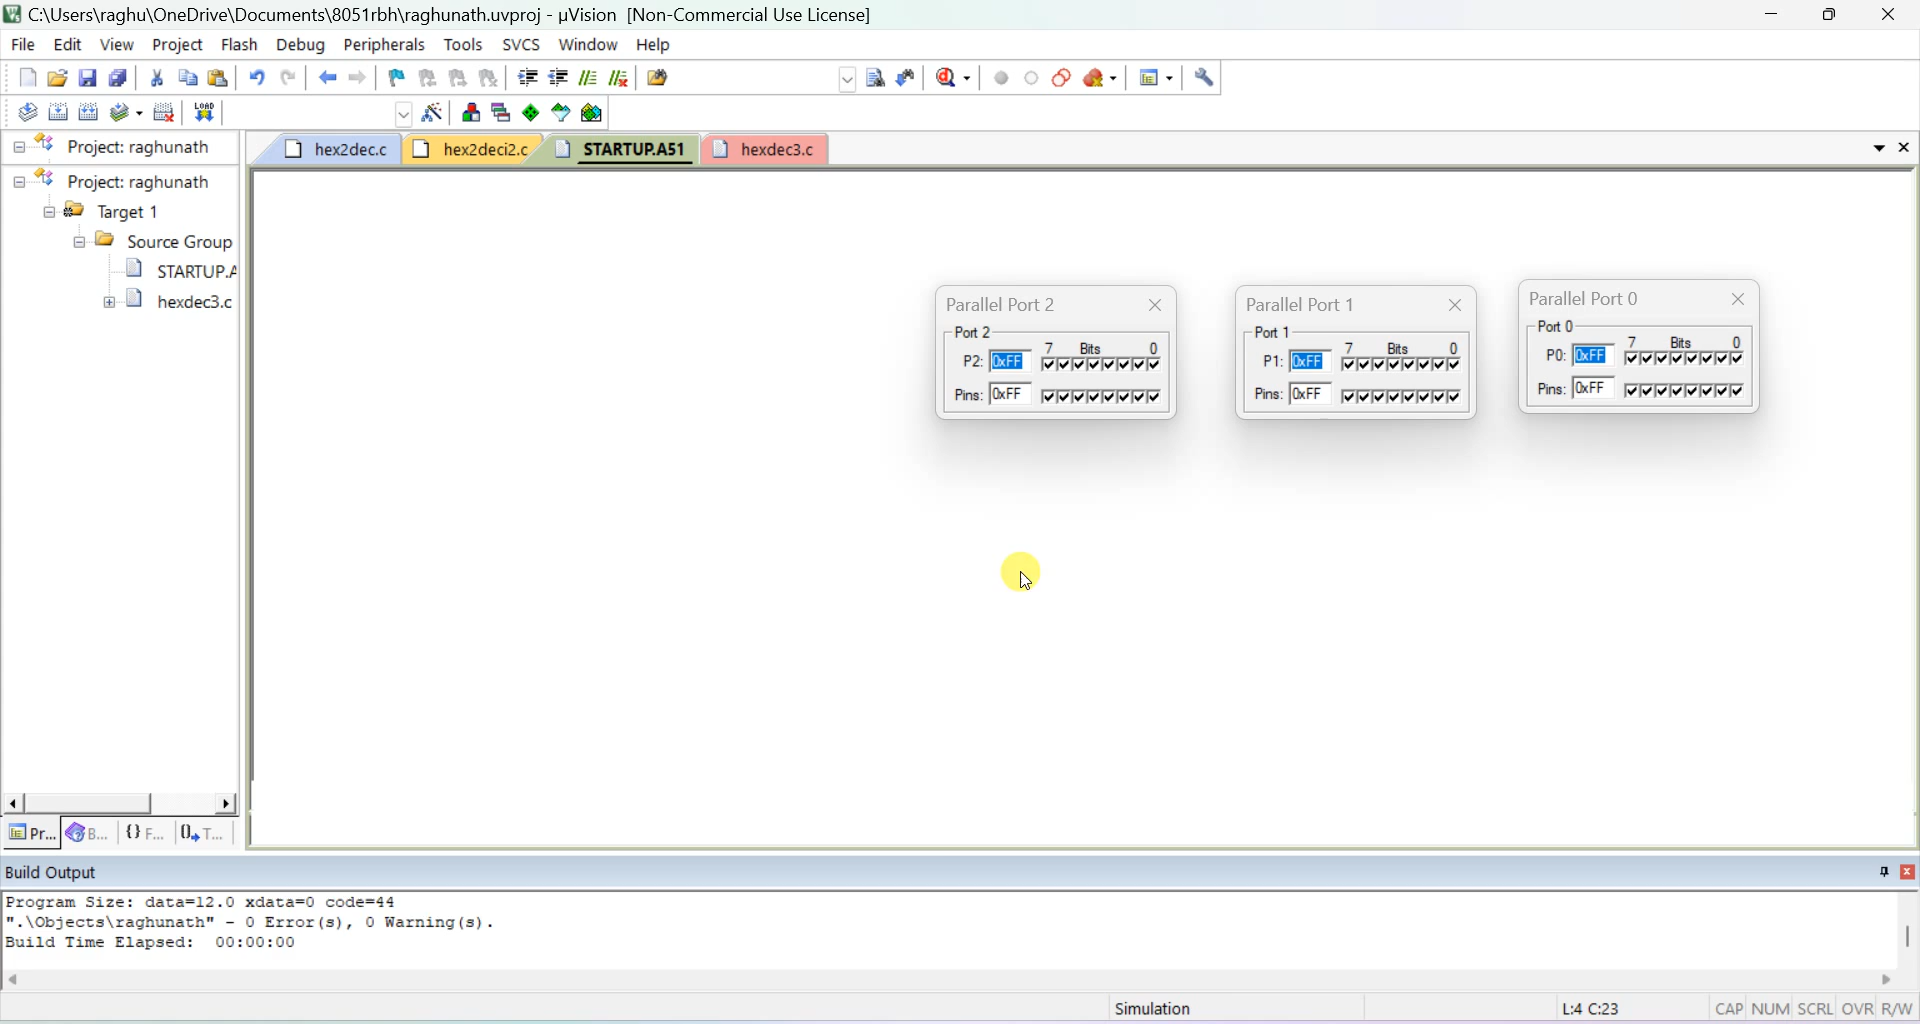 C:\Users\raghu\OneDrive\Documents\8051rbh\raghunath.uvproj - µVision [Non-Commercial Use License]
File Edit View Project Flash Debug Peripherals Tools SVCS Window Help
LOAD
Project: raghunath
hex2dec.c hex2deci2.c STARTUP.A51 hexdec3.c
Project: raghunath
Target 1
Source Group
STARTUP.A
hexdec3.c
Parallel Port 2
Port 2
7 Bits 0
P2: 0xFF
Pins: 0xFF
Parallel Port 1
Port 1
7 Bits 0
P1: 0xFF
Pins: 0xFF
Parallel Port 0
Port 0
7 Bits 0
P0: 0xFF
Pins: 0xFF
Pr... B... {} F... 0 T...
Build Output
Program Size: data=12.0 xdata=0 code=44
".\Objects\raghunath" - 0 Error(s), 0 Warning(s).
Build Time Elapsed: 00:00:00
Simulation L:4 C:23 CAP NUM SCRL OVR R/W